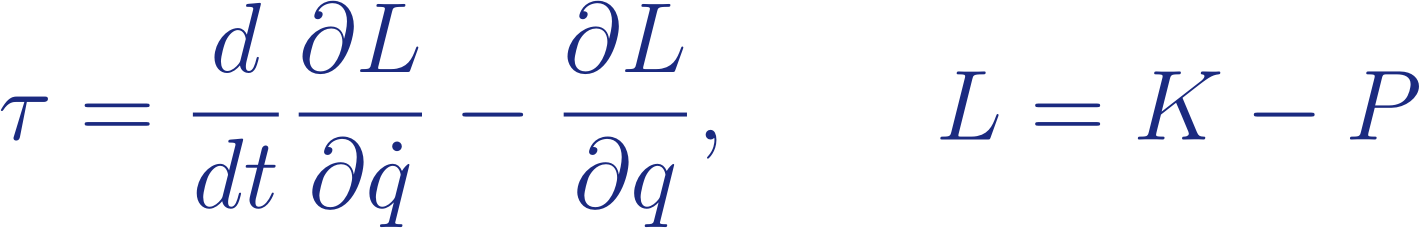 τ = d/dt ∂L/∂q̇ − ∂L/∂q, L = K − P